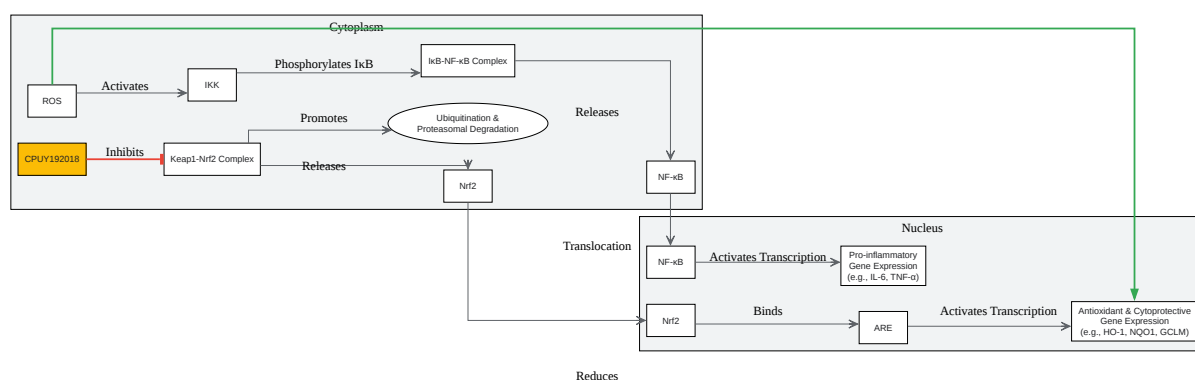 Cytoplasm
IκB-NF-κB Complex
Phosphorylates IκB
Activates
IKK
ROS
Releases
Promotes
Ubiquitination &
Proteasomal Degradation
CPUY192018
Inhibits
Keap1-Nrf2 Complex
Releases
Nrf2
NF-κB
Nucleus
Translocation
NF-κB
Activates Transcription
Pro-inflammatory
Gene Expression
(e.g., IL-6, TNF-α)
Nrf2
Binds
ARE
Activates Transcription
Antioxidant & Cytoprotective
Gene Expression
(e.g., HO-1, NQO1, GCLM)
Reduces